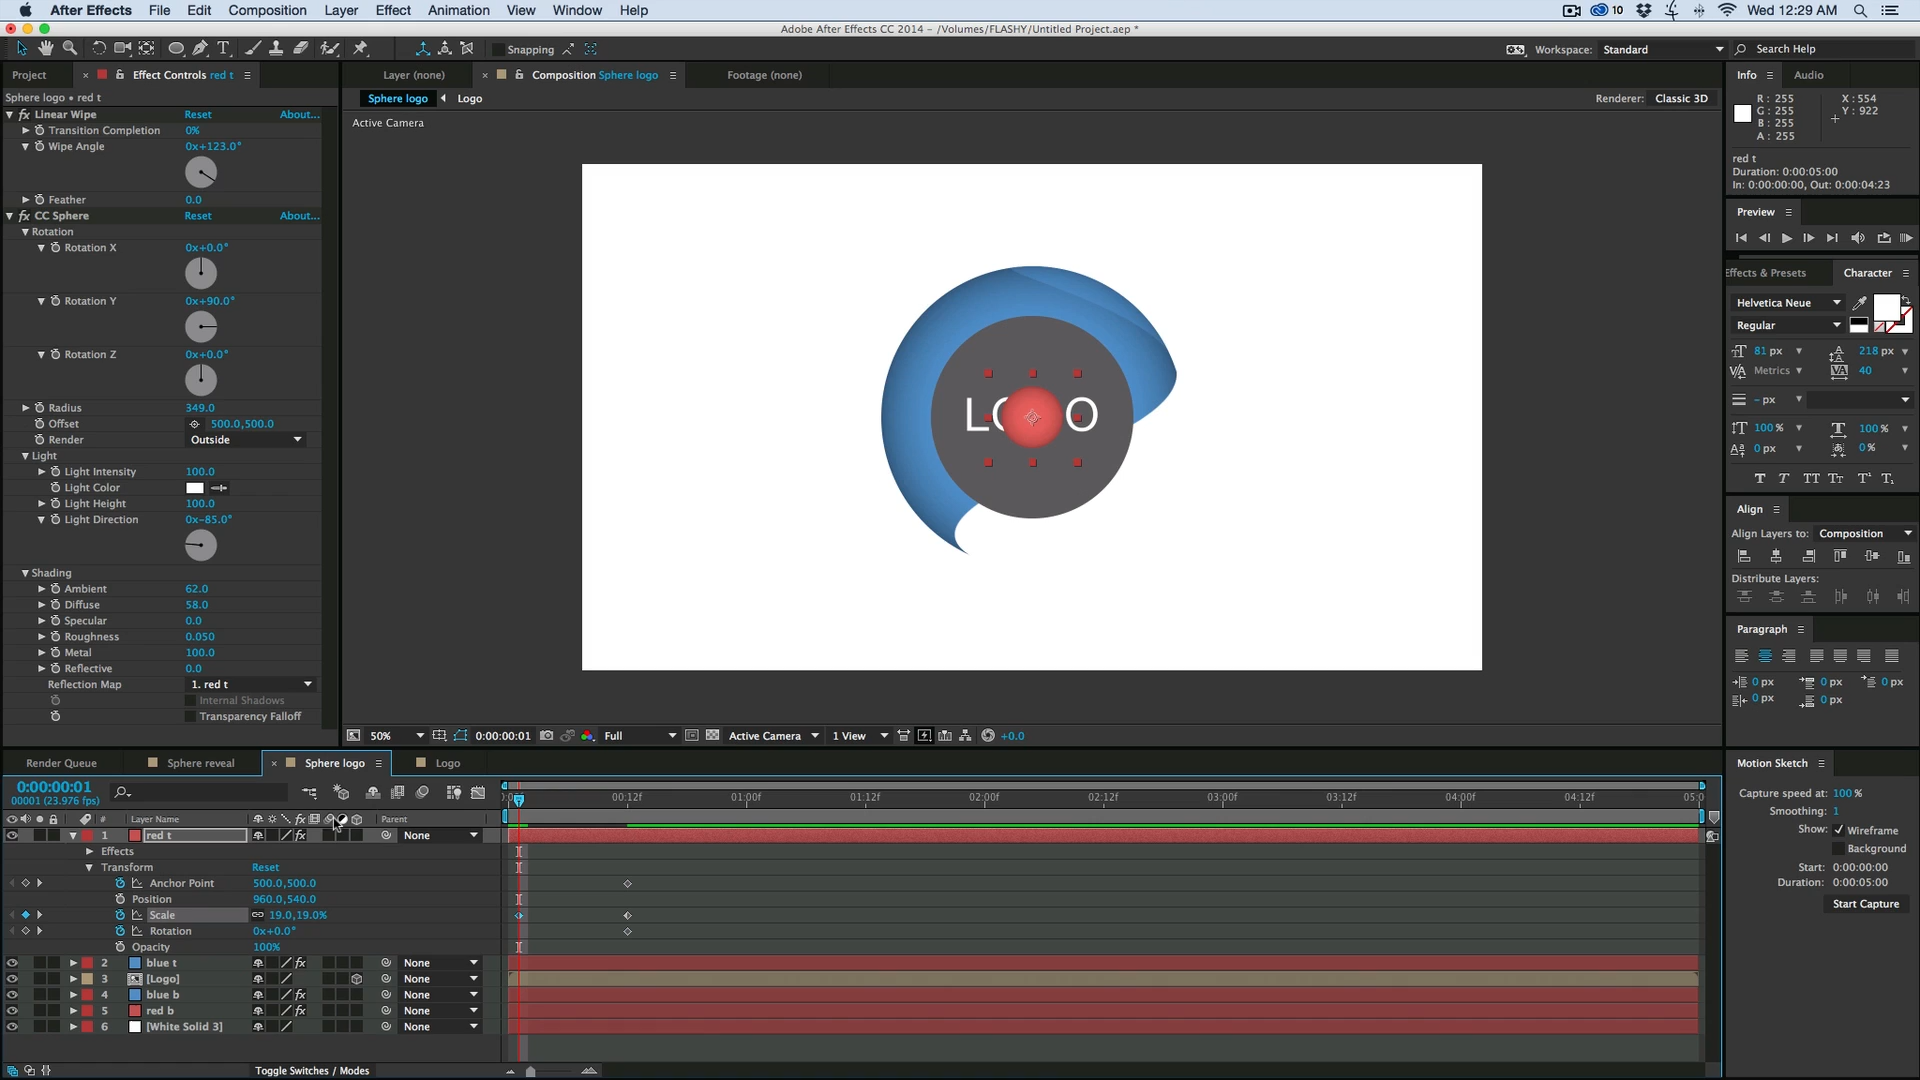 After Effects File Edit Composition Layer Effect Animation View Window Help 10 Wed 12:29 AM
Adobe After Effects CC 2014 - /Volumes/FLASHY/Untitled Project.aep *
Snapping Workspace: Standard Search Help
Project Effect Controls red t Layer (none) Composition Sphere logo Footage (none) Info Audio
Sphere logo • red t Sphere logo Logo Renderer: Classic 3D
Active Camera
R: 255 X: 554
G: 255 Y: 922
B: 255
A: 255
red t
Duration: 0:00:05:00
In: 0:00:00:00, Out: 0:00:04:23
Linear Wipe Reset About...
Transition Completion 0%
Wipe Angle 0x+123.0°
Feather 0.0
CC Sphere Reset About...
Rotation
Rotation X 0x+0.0°
Rotation Y 0x+90.0°
Rotation Z 0x+0.0°
Radius 349.0
Offset 500.0,500.0
Render Outside
Light
Light Intensity 100.0
Light Color
Light Height 100.0
Light Direction 0x-85.0°
Shading
Ambient 62.0
Diffuse 58.0
Specular 0.0
Roughness 0.050
Metal 100.0
Reflective 0.0
Reflection Map 1. red t
Internal Shadows
Transparency Falloff
Preview
Effects & Presets Character
Helvetica Neue
Regular
81 px 218 px
Metrics 40
- px
100% 100%
0 px 0%
T T TT Tт T¹ T₁
Align
Align Layers to: Composition
Distribute Layers:
Paragraph
0 px 0 px 0 px
0 px 0 px
50% 0:00:00:01 Full Active Camera 1 View +0.0
Render Queue Sphere reveal Sphere logo Logo
0:00:00:01
00001 (23.976 fps)
00:12f 01:00f 01:12f 02:00f 02:12f 03:00f 03:12f 04:00f 04:12f 05:0
# Layer Name Parent
1 red t None
Effects
Transform Reset
Anchor Point 500.0,500.0
Position 960.0,540.0
Scale 19.0,19.0%
Rotation 0x+0.0°
Opacity 100%
2 blue t None
3 [Logo] None
4 blue b None
5 red b None
6 [White Solid 3] None
Toggle Switches / Modes
Motion Sketch
Capture speed at: 100 %
Smoothing: 1
Show: Wireframe
Background
Start: 0:00:00:00
Duration: 0:00:05:00
Start Capture